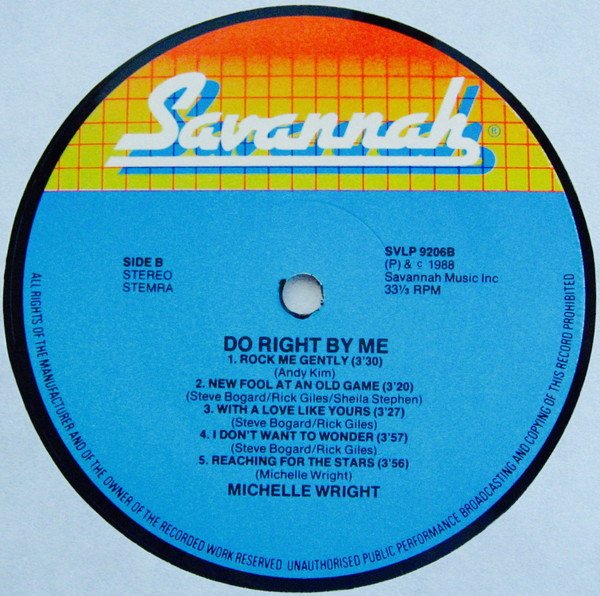 Savannah®
SIDE B
STEREO
STEMRA
SVLP 9206B
(P) & c 1988
Savannah Music Inc
33⅓ RPM
DO RIGHT BY ME
1. ROCK ME GENTLY (3'30)
(Andy Kim)
2. NEW FOOL AT AN OLD GAME (3'20)
(Steve Bogard/Rick Giles/Sheila Stephen)
3. WITH A LOVE LIKE YOURS (3'27)
(Steve Bogard/Rick Giles)
4. I DON'T WANT TO WONDER (3'57)
(Steve Bogard/Rick Giles)
5. REACHING FOR THE STARS (3'56)
(Michelle Wright)
MICHELLE WRIGHT
ALL RIGHTS OF THE MANUFACTURER AND OF THE OWNER OF THE RECORDED WORK RESERVED UNAUTHORISED PUBLIC PERFORMANCE BROADCASTING AND COPYING OF THIS RECORD PROHIBITED